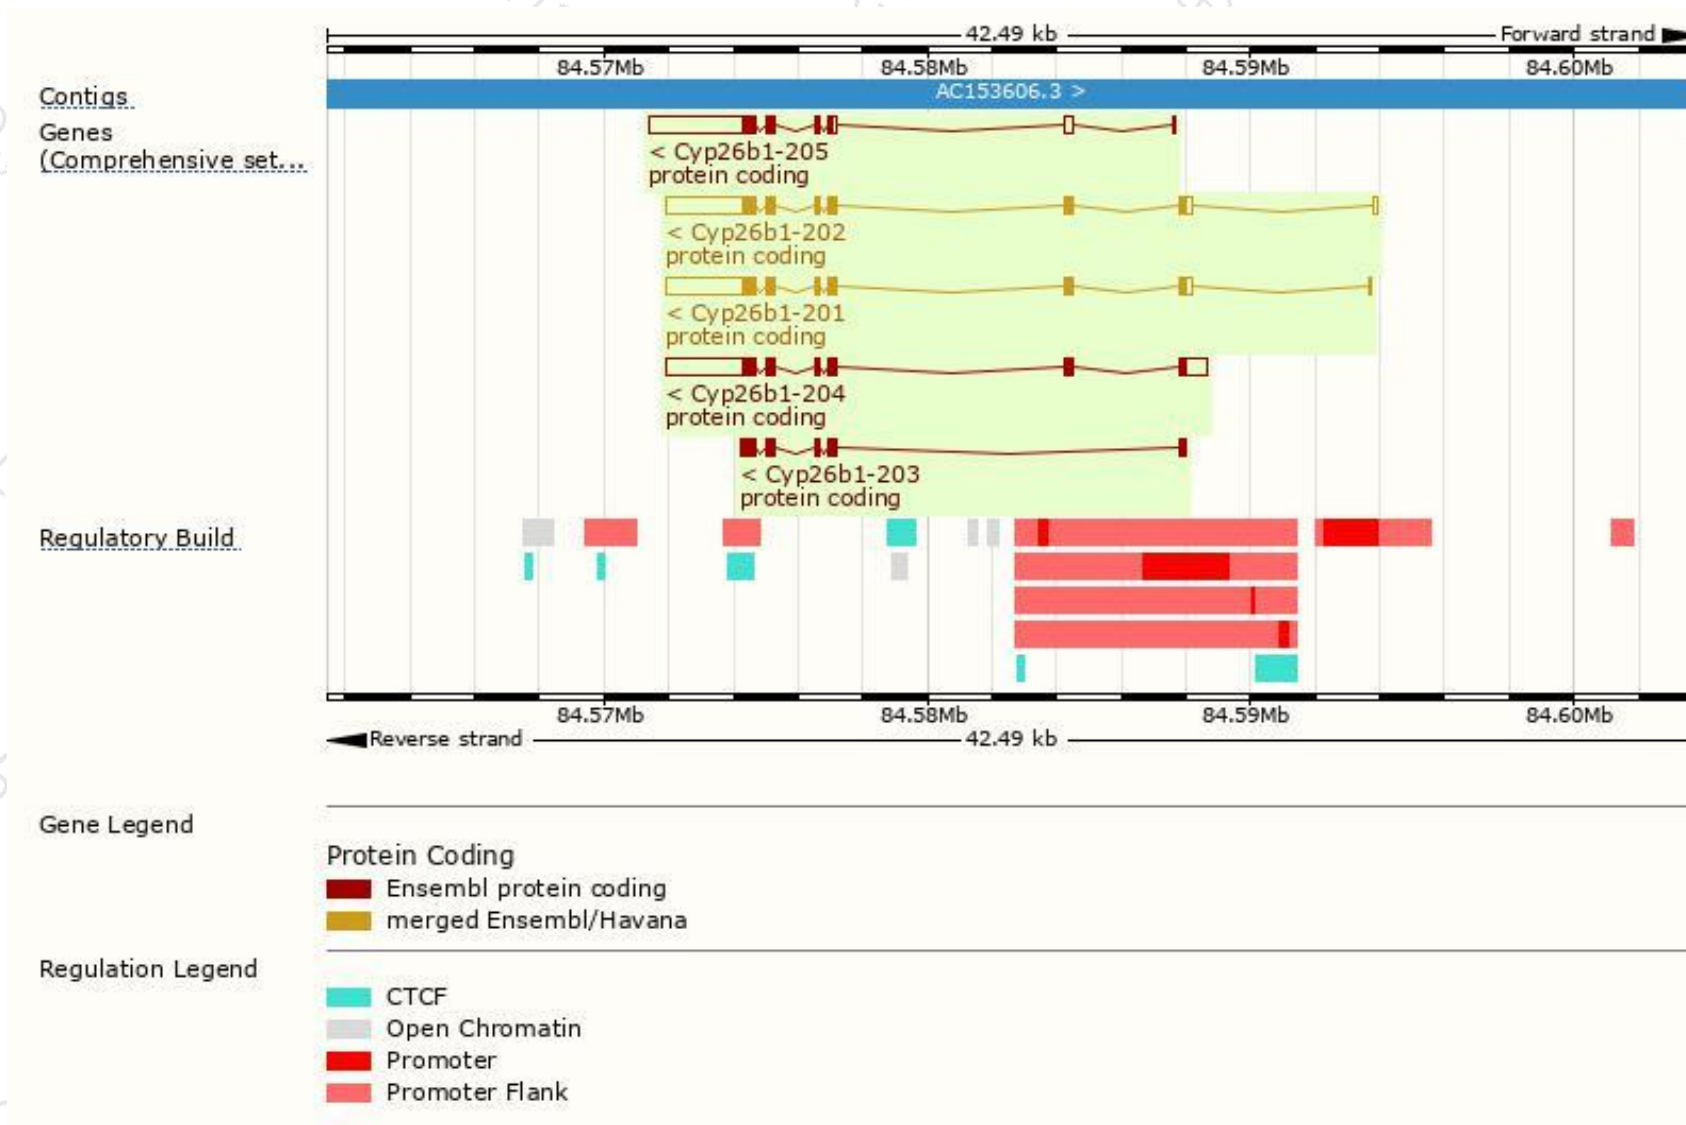 42.49 kb
Forward strand
84.57Mb 84.58Mb 84.59Mb 84.60Mb
Contigs
AC153606.3 >
Genes
(Comprehensive set...
< Cyp26b1-205
protein coding
< Cyp26b1-202
protein coding
< Cyp26b1-201
protein coding
< Cyp26b1-204
protein coding
< Cyp26b1-203
protein coding
Regulatory Build
84.57Mb 84.58Mb 84.59Mb 84.60Mb
Reverse strand
42.49 kb
Gene Legend
Protein Coding
Ensembl protein coding
merged Ensembl/Havana
Regulation Legend
CTCF
Open Chromatin
Promoter
Promoter Flank